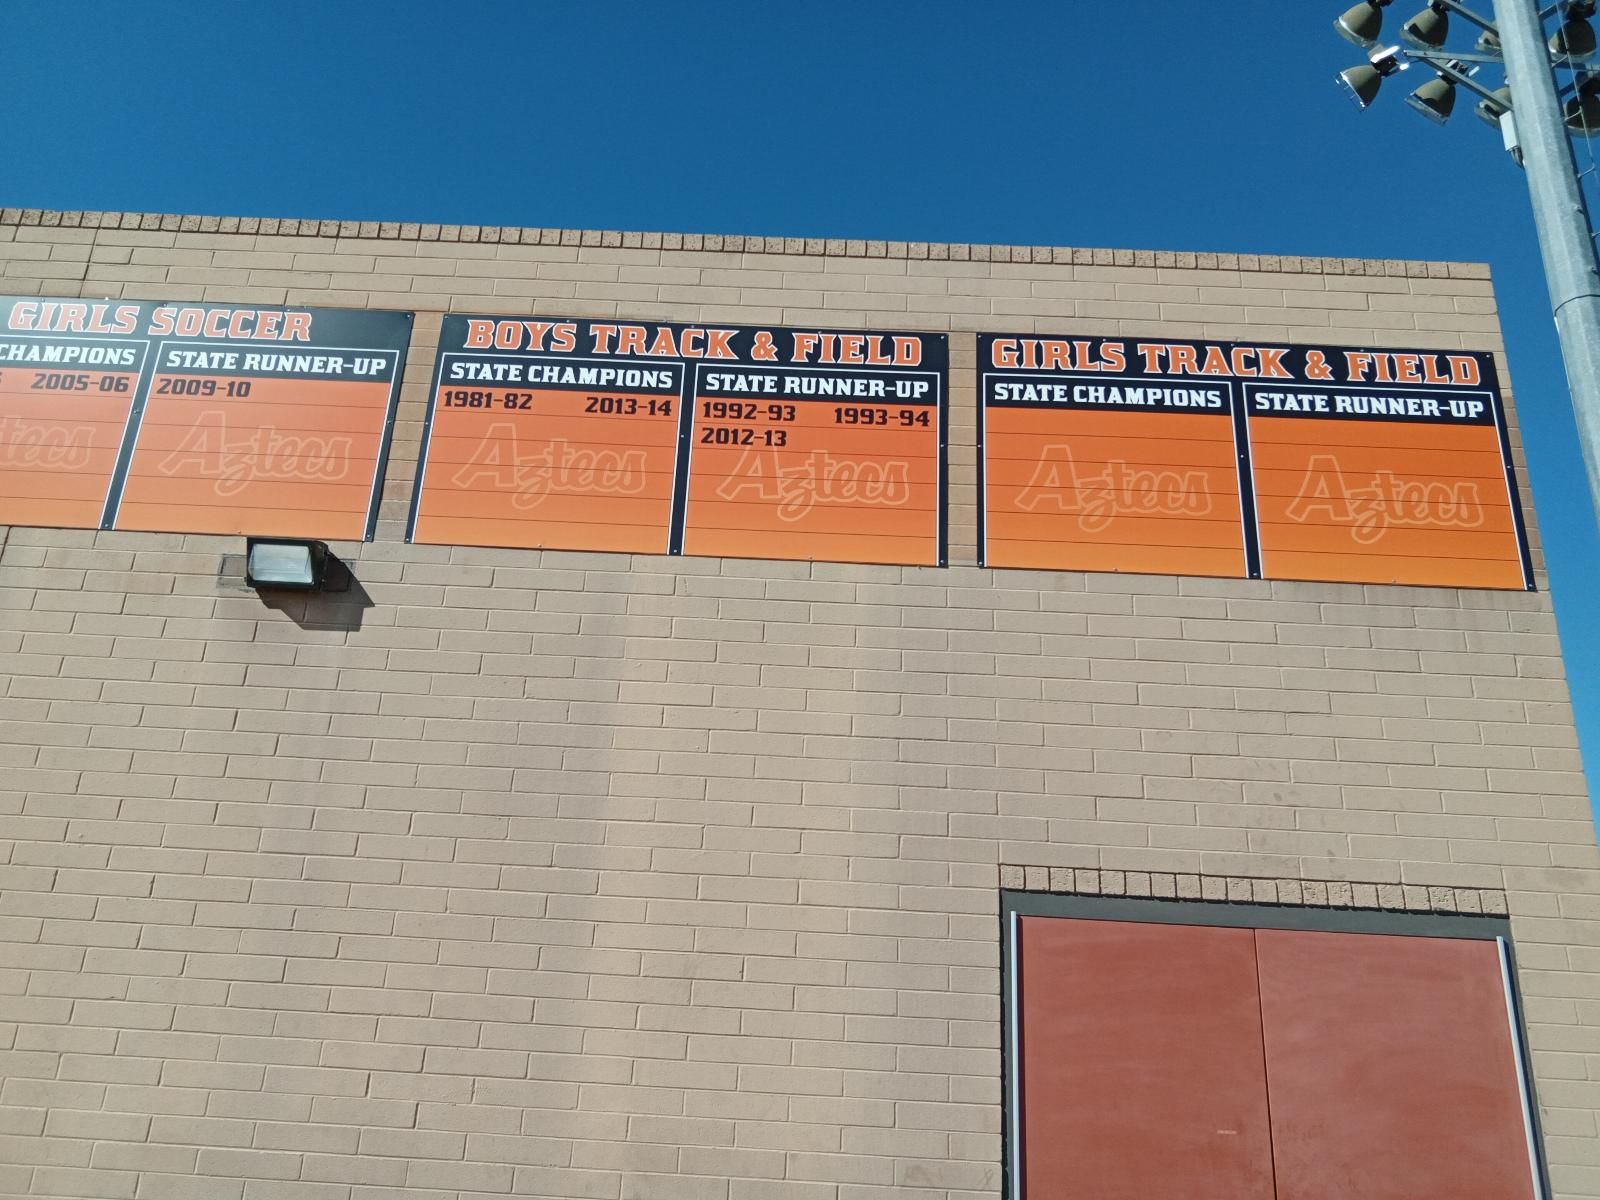 GIRLS SOCCER
CHAMPIONS
STATE RUNNER-UP
2005-06
2009-10
Aztecs
Aztecs
BOYS TRACK & FIELD
STATE CHAMPIONS
STATE RUNNER-UP
1981-82 2013-14
1992-93 1993-94
2012-13
Aztecs
Aztecs
GIRLS TRACK & FIELD
STATE CHAMPIONS
STATE RUNNER-UP
Aztecs
Aztecs